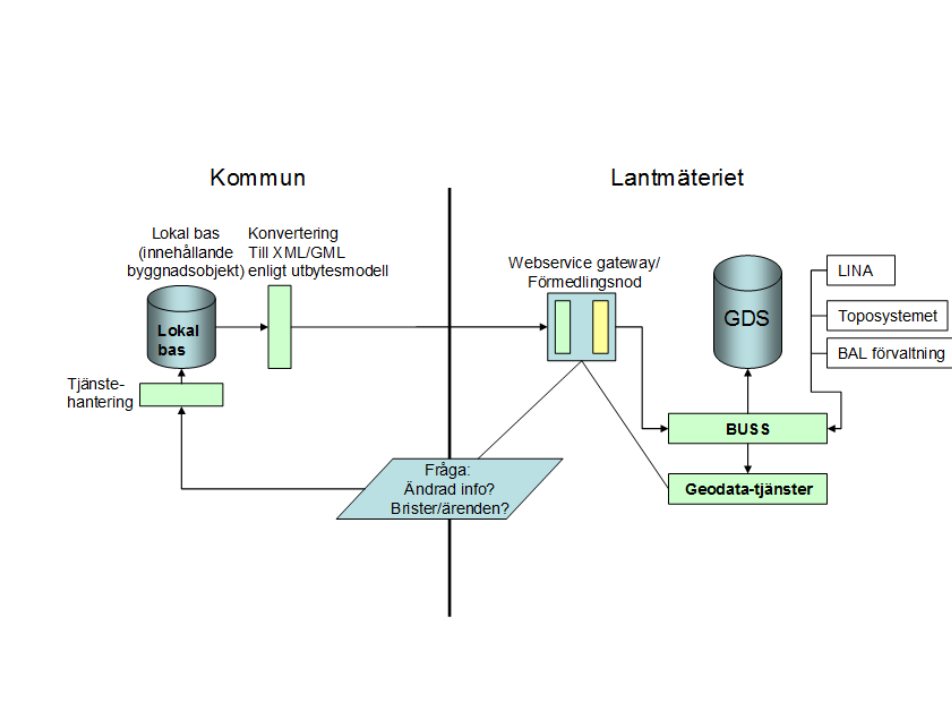 Kommun
Lantmäteriet
Lokal bas
(innehållande
byggnadsobjekt)
Konvertering
Till XML/GML
enligt utbytesmodell
Webservice gateway/
Förmedlingsnod
LINA
Toposystemet
BAL förvaltning
GDS
Lokal
bas
Tjänste-
hantering
BUSS
Geodata-tjänster
Fråga:
Ändrad info?
Brister/ärenden?